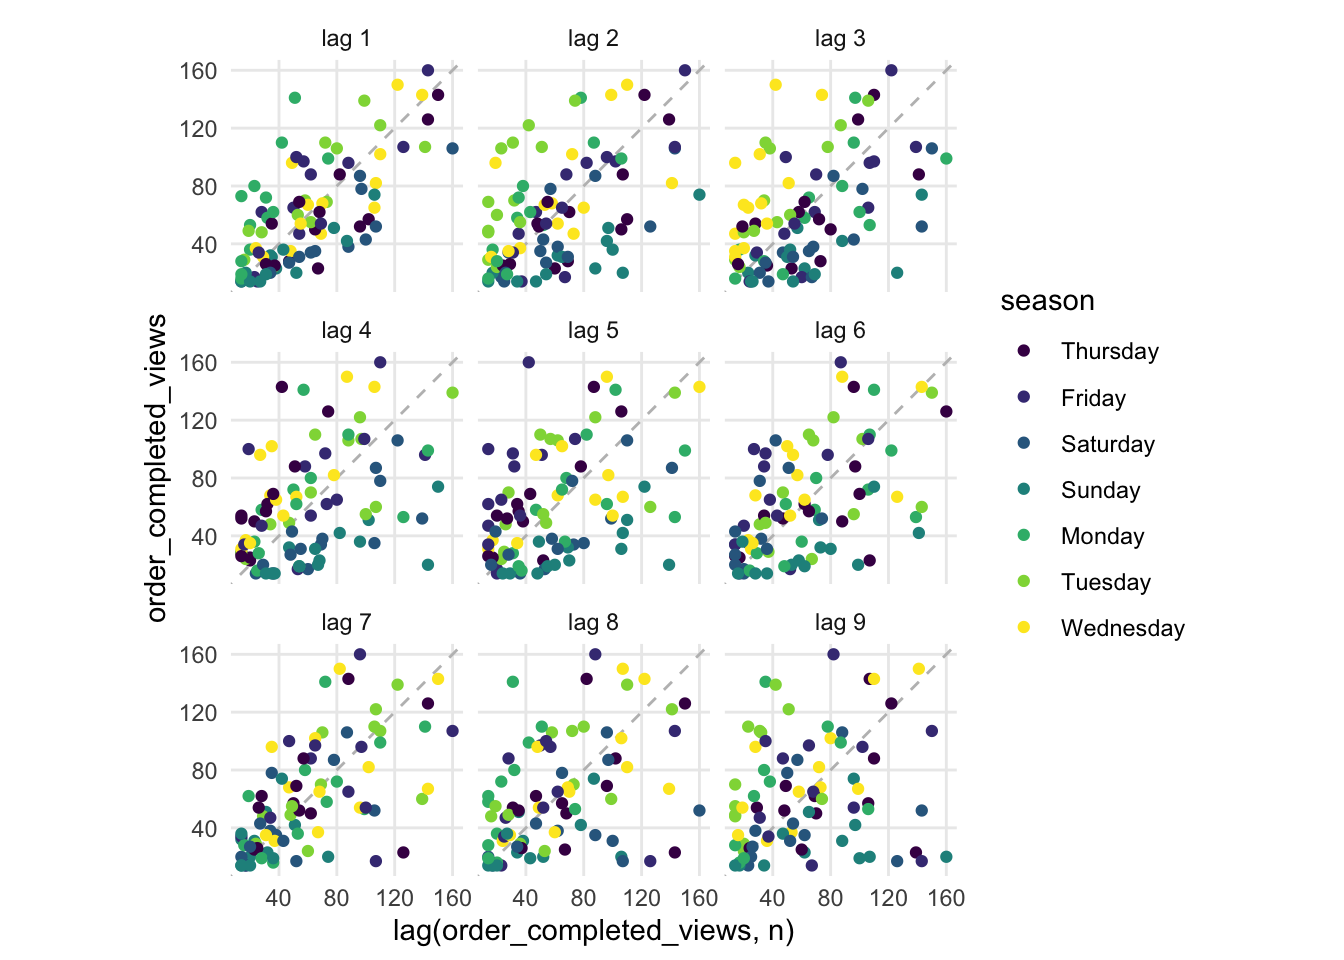 lag 1
lag 2
lag 3
160
120
80
40
lag 4
lag 5
lag 6
160
120
80
40
lag 7
lag 8
lag 9
160
120
80
40
40 80 120 160 40 80 120 160 40 80 120 160
lag(order_completed_views, n)
order_completed_views
season
Thursday
Friday
Saturday
Sunday
Monday
Tuesday
Wednesday